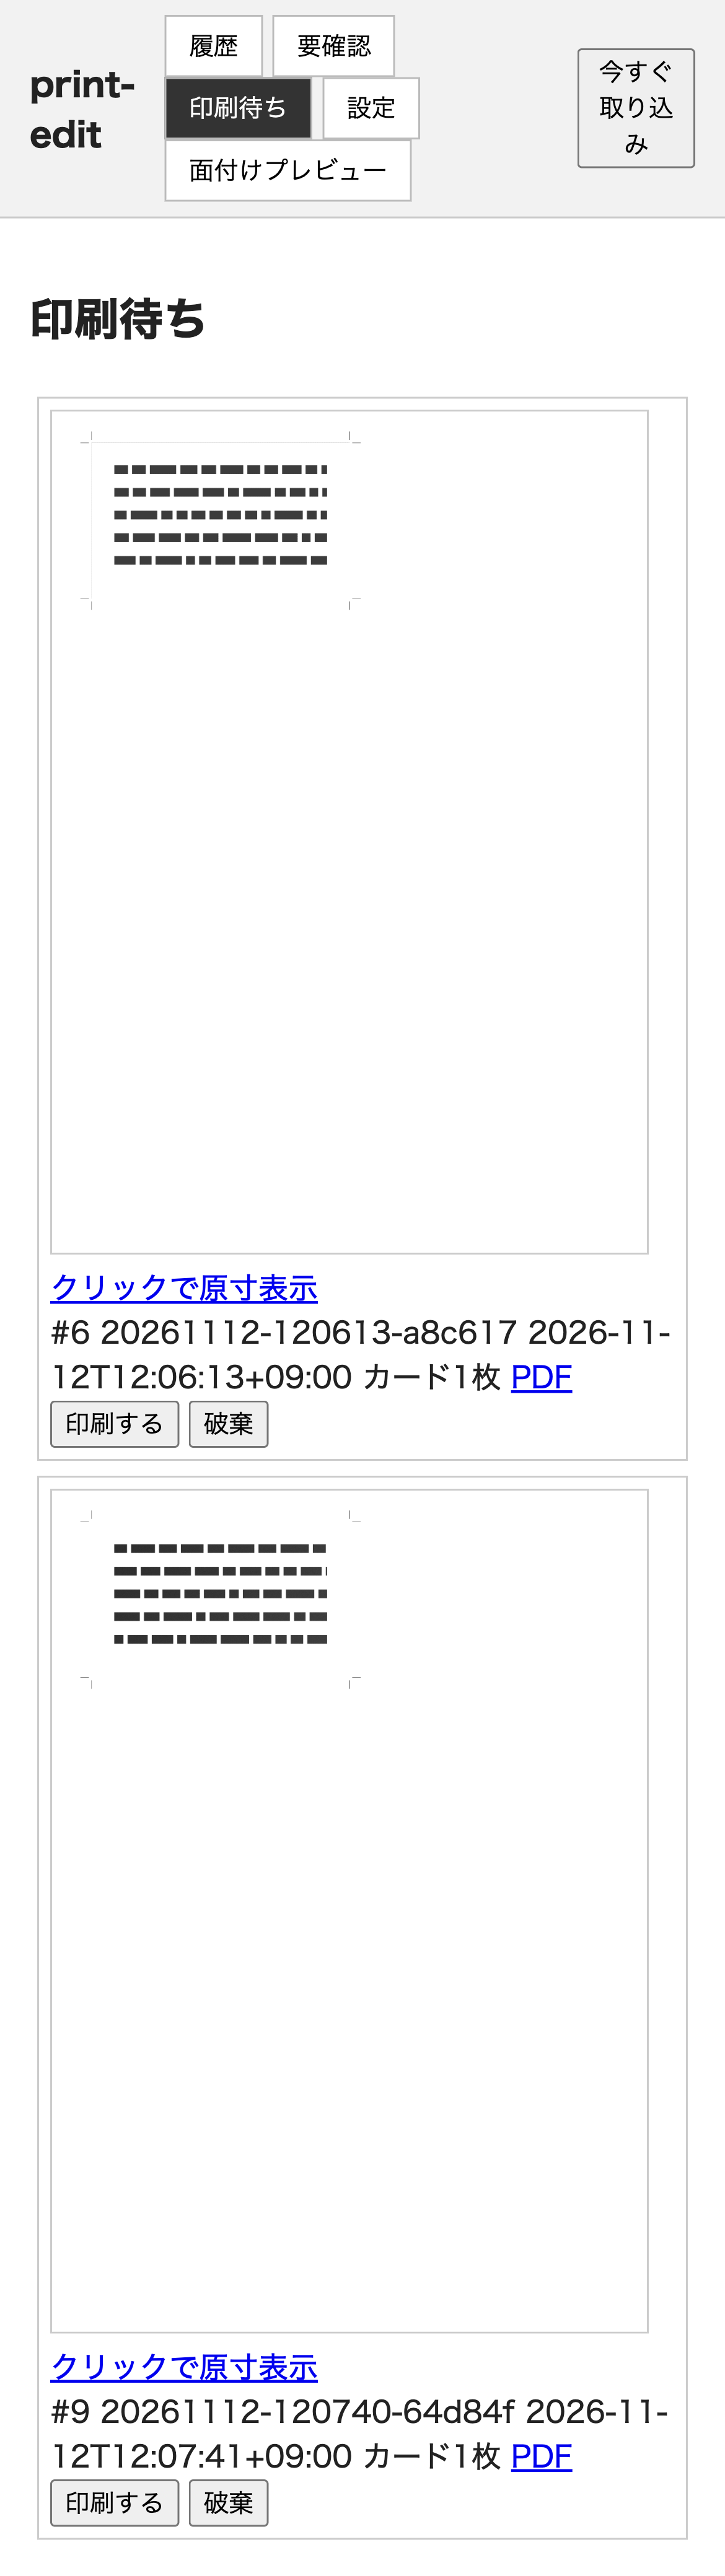 print-edit
履歴
要確認
印刷待ち
設定
面付けプレビュー
今すぐ取り込み
印刷待ち
クリックで原寸表示
#6 20261112-120613-a8c617 2026-11-
12T12:06:13+09:00 カード1枚 PDF
印刷する 破棄
クリックで原寸表示
#9 20261112-120740-64d84f 2026-11-
12T12:07:41+09:00 カード1枚 PDF
印刷する 破棄